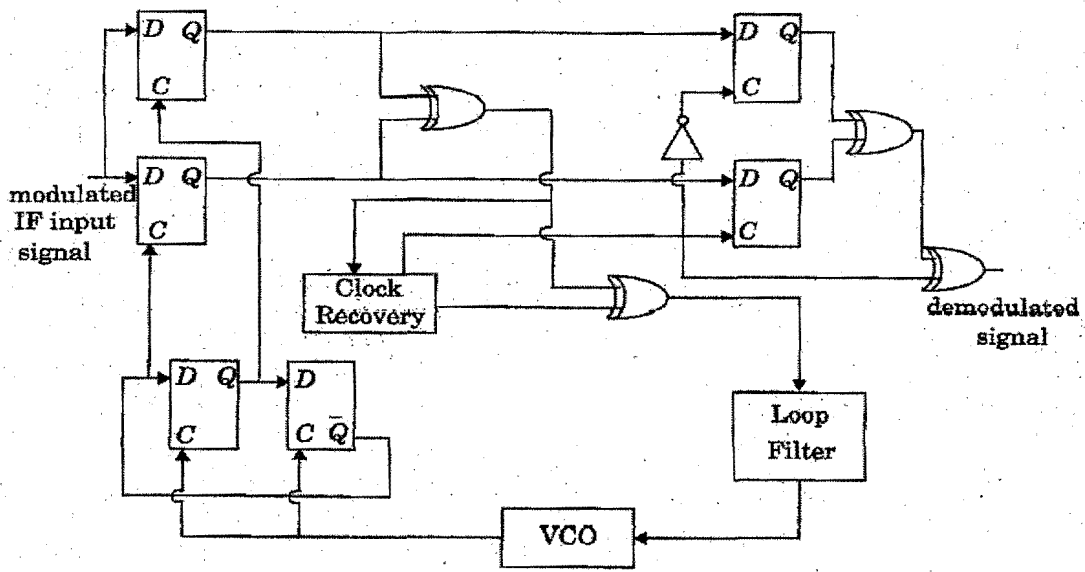 D Q
C
D Q
C
modulated
IF input
signal
D Q
C
D Q
C
Clock
Recovery
demodulated
signal
D Q
C
D
C Q̄
Loop
Filter
VCO